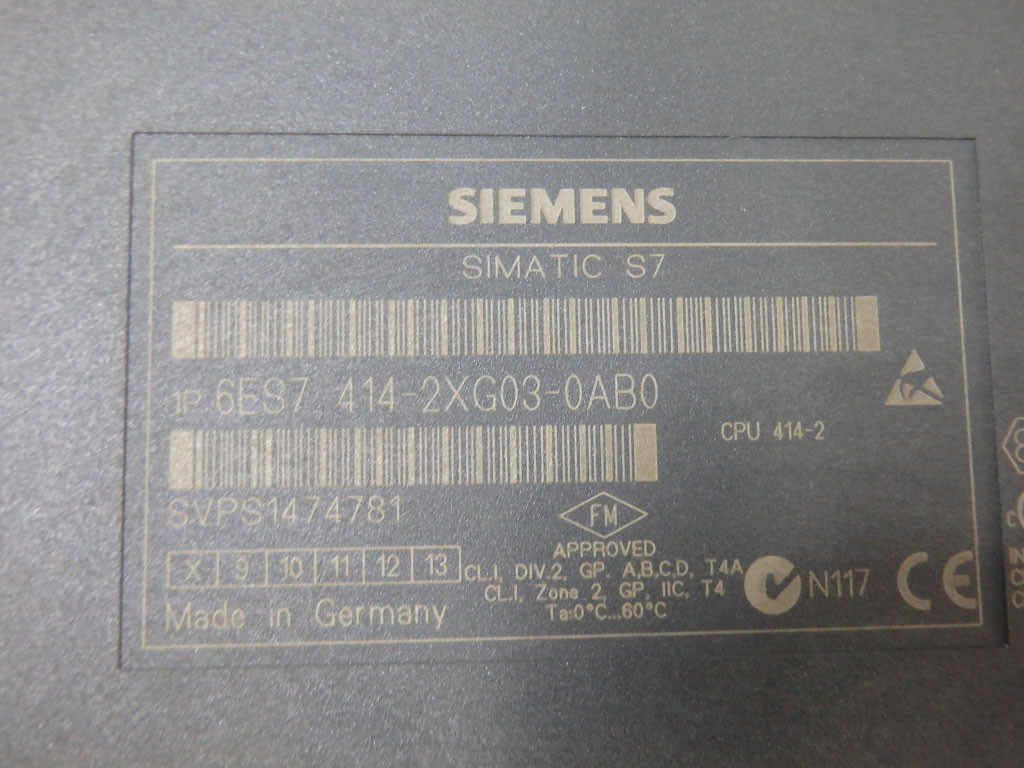 SIEMENS
SIMATIC S7
1P 6ES7 414-2XG03-0AB0
CPU 414-2
SVPS1474781
FM
APPROVED
X 9 10 11 12 13
CL.I, DIV.2, GP. A,B,C,D, T4A
CL.I, Zone 2, GP. IIC, T4
Ta:0°C...60°C
N117
CE
Made in Germany